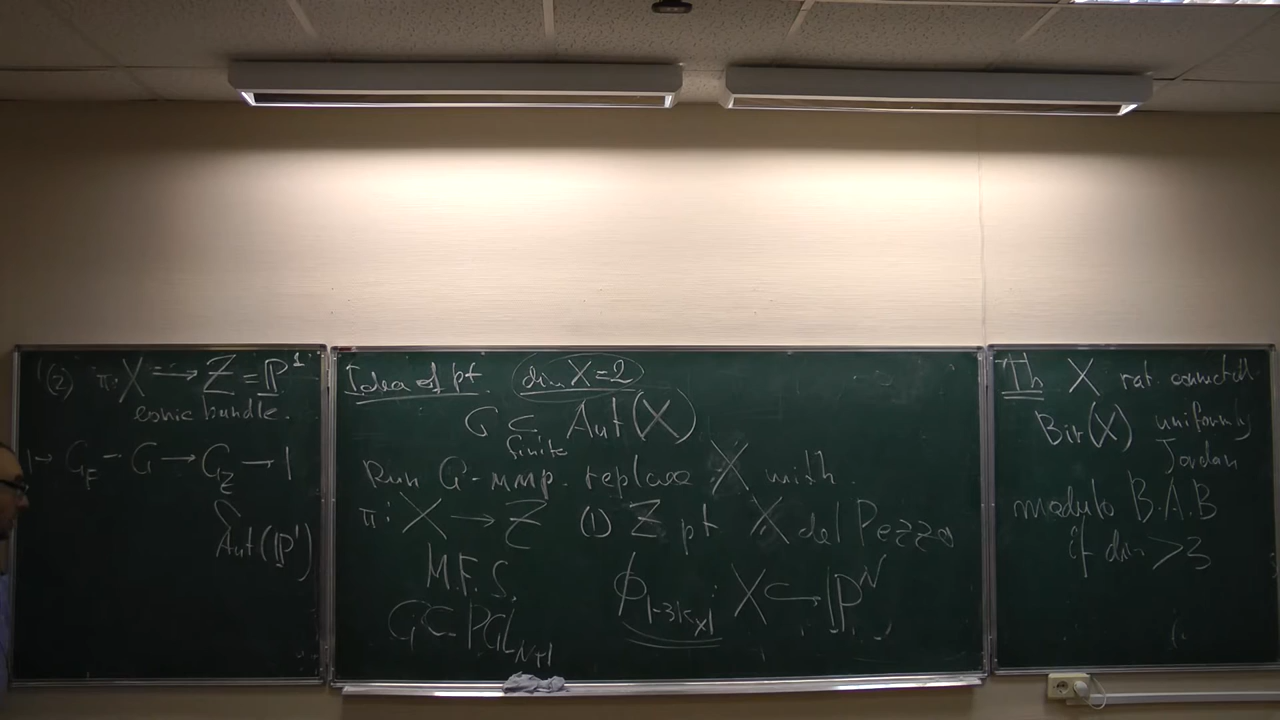 (2) π: X → Z = ℙ¹
conic bundle.
1 → G_F – G → G_Z → 1
Aut(ℙ¹)
Idea of pf. dim X=2
G ⊂ Aut(X)
finite
Run G-MMP. replace X with.
π: X → Z (1) Z pt X del Pezzo
M.F.S.
ϕ_|-3K_X| : X ↪ ℙ^N
G ⊂ PGL_N+1
Th X rat. connected.
Bir(X) uniformly
Jordan
modulo B.A.B
if dim >3